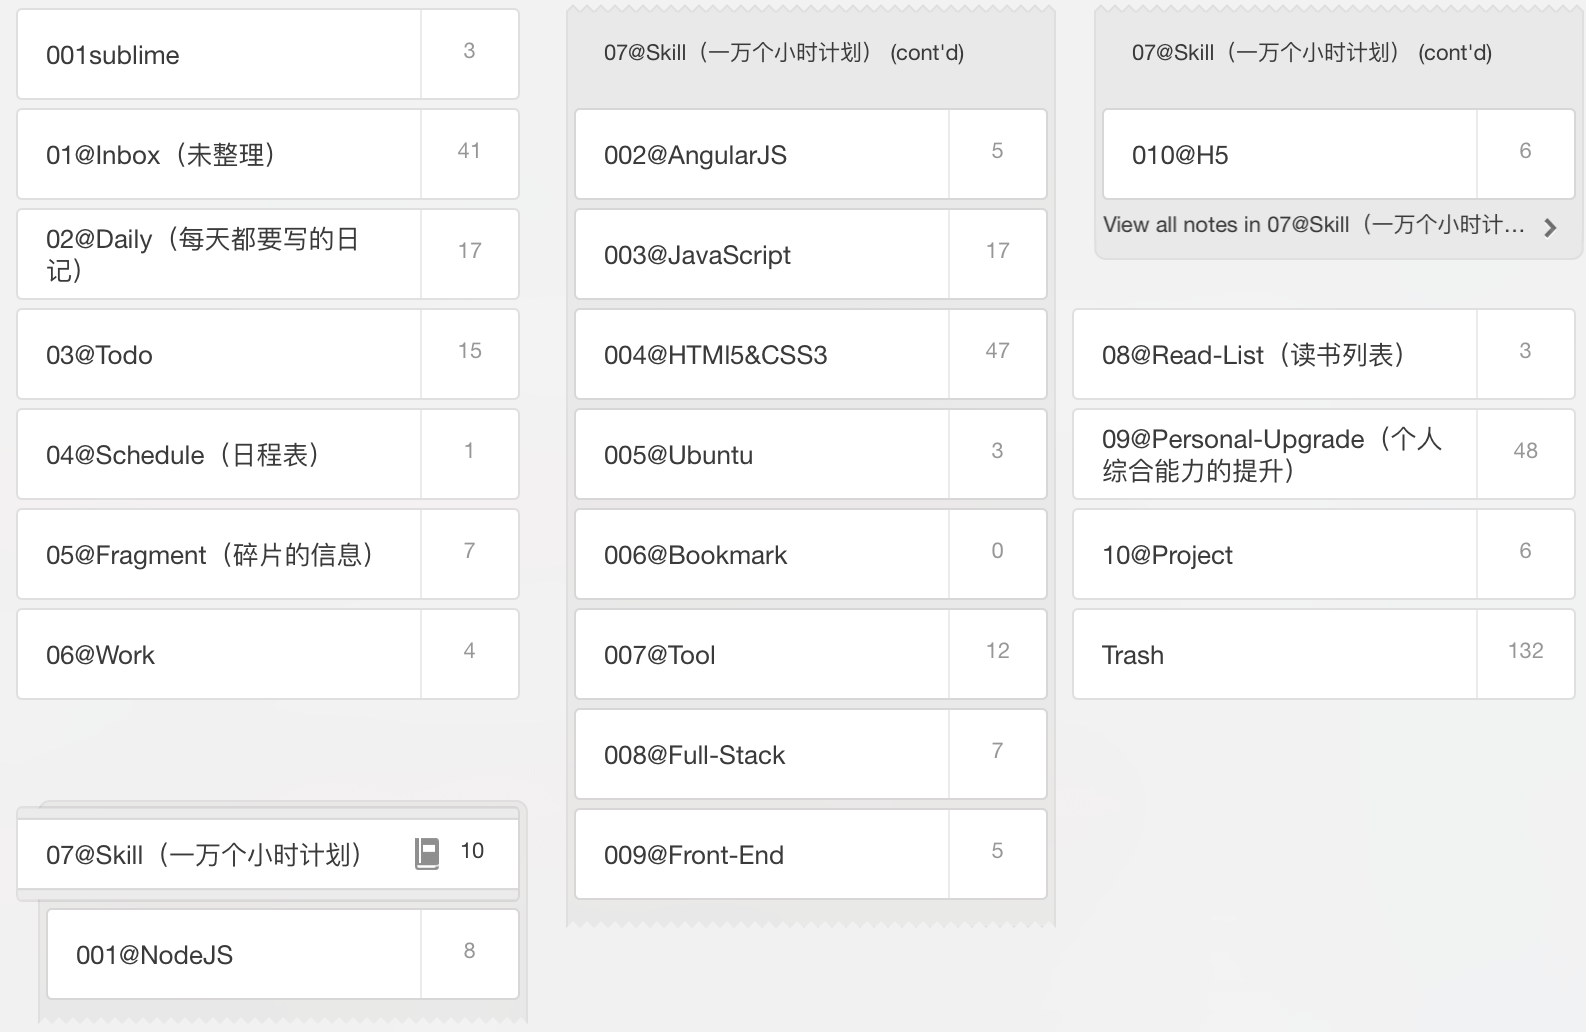 001sublime 3
01@Inbox（未整理） 41
02@Daily（每天都要写的日
记） 17
03@Todo 15
04@Schedule（日程表） 1
05@Fragment（碎片的信息） 7
06@Work 4
07@Skill（一万个小时计划） 10
001@NodeJS 8
07@Skill（一万个小时计划） (cont'd)
002@AngularJS 5
003@JavaScript 17
004@HTMl5&CSS3 47
005@Ubuntu 3
006@Bookmark 0
007@Tool 12
008@Full-Stack 7
009@Front-End 5
07@Skill（一万个小时计划） (cont'd)
010@H5 6
View all notes in 07@Skill（一万个小时计…
08@Read-List（读书列表） 3
09@Personal-Upgrade（个人
综合能力的提升） 48
10@Project 6
Trash 132